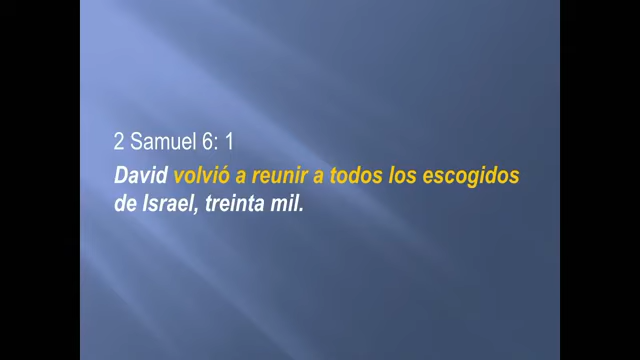 2 Samuel 6: 1
David volvió a reunir a todos los escogidos
de Israel, treinta mil.